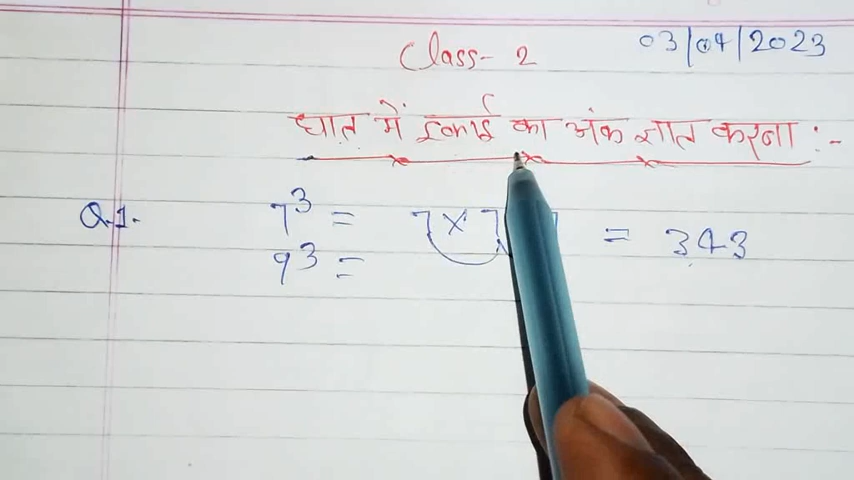 Class- 2 03/04/2023
घात में इकाई का अंक ज्ञात करना :-
Q.1. 7³ = 7 × 7 = 343
9³ =